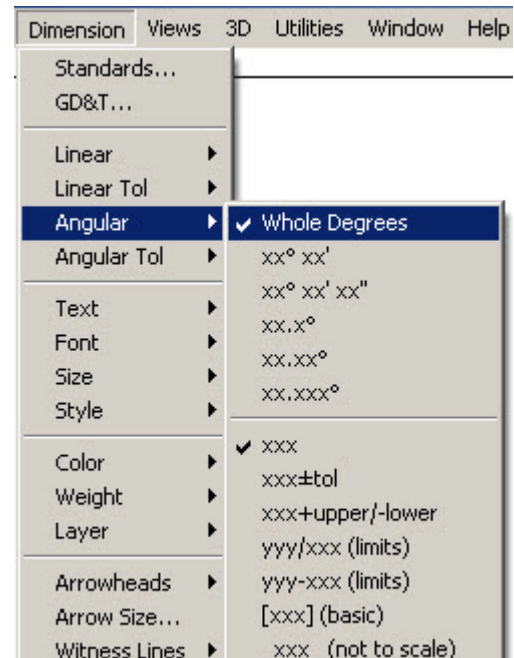 Dimension Views 3D Utilities Window Help
Standards...
GD&T...
Linear
Linear Tol
Angular
Angular Tol
Text
Font
Size
Style
Color
Weight
Layer
Arrowheads
Arrow Size...
Witness Lines
Whole Degrees
xx° xx'
xx° xx' xx"
xx.x°
xx.xx°
xx.xxx°
xxx
xxx±tol
xxx+upper/-lower
yyy/xxx (limits)
yyy-xxx (limits)
[xxx] (basic)
xxx (not to scale)